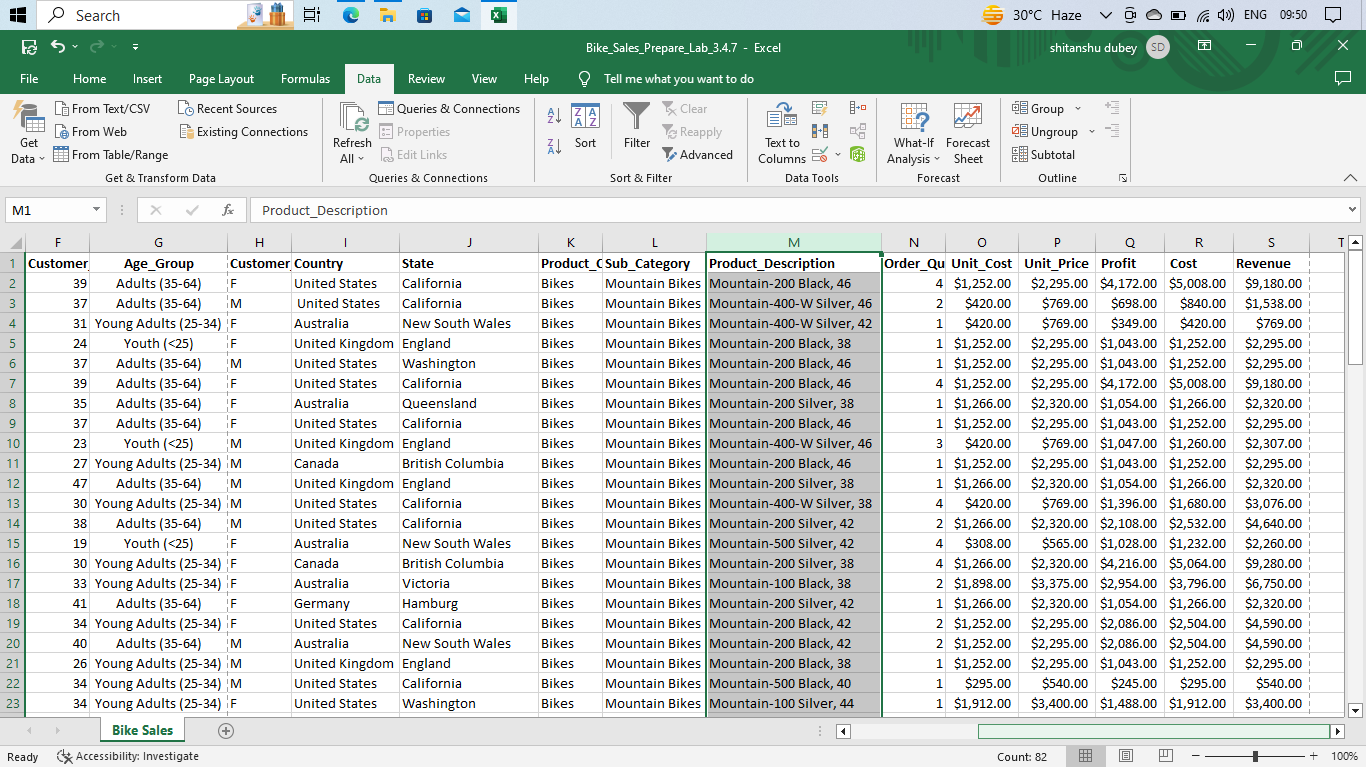 Search
30°C Haze ENG 09:50
Bike_Sales_Prepare_Lab_3.4.7 - Excel
shitanshu dubey SD
File Home Insert Page Layout Formulas Data Review View Help Tell me what you want to do
From Text/CSV Recent Sources Queries & Connections Clear Group
From Web Existing Connections Properties Reapply Ungroup
From Table/Range Edit Links Advanced Subtotal
Get Data Refresh All Sort Filter Text to Columns What-If Analysis Forecast Sheet
Get & Transform Data Queries & Connections Sort & Filter Data Tools Forecast Outline
M1 fx Product_Description
F G H I J K L M N O P Q R S T
1 Customer_ Age_Group Customer_ Country State Product_C Sub_Category Product_Description Order_Qu Unit_Cost Unit_Price Profit Cost Revenue
2 39 Adults (35-64) F United States California Bikes Mountain Bikes Mountain-200 Black, 46 4 $1,252.00 $2,295.00 $4,172.00 $5,008.00 $9,180.00
3 37 Adults (35-64) M United States California Bikes Mountain Bikes Mountain-400-W Silver, 46 2 $420.00 $769.00 $698.00 $840.00 $1,538.00
4 31 Young Adults (25-34) F Australia New South Wales Bikes Mountain Bikes Mountain-400-W Silver, 42 1 $420.00 $769.00 $349.00 $420.00 $769.00
5 24 Youth (<25) F United Kingdom England Bikes Mountain Bikes Mountain-200 Black, 38 1 $1,252.00 $2,295.00 $1,043.00 $1,252.00 $2,295.00
6 37 Adults (35-64) M United States Washington Bikes Mountain Bikes Mountain-200 Black, 46 1 $1,252.00 $2,295.00 $1,043.00 $1,252.00 $2,295.00
7 39 Adults (35-64) F United States California Bikes Mountain Bikes Mountain-200 Black, 46 4 $1,252.00 $2,295.00 $4,172.00 $5,008.00 $9,180.00
8 35 Adults (35-64) F Australia Queensland Bikes Mountain Bikes Mountain-200 Silver, 38 1 $1,266.00 $2,320.00 $1,054.00 $1,266.00 $2,320.00
9 37 Adults (35-64) F United States California Bikes Mountain Bikes Mountain-200 Black, 46 1 $1,252.00 $2,295.00 $1,043.00 $1,252.00 $2,295.00
10 23 Youth (<25) M United Kingdom England Bikes Mountain Bikes Mountain-400-W Silver, 46 3 $420.00 $769.00 $1,047.00 $1,260.00 $2,307.00
11 27 Young Adults (25-34) M Canada British Columbia Bikes Mountain Bikes Mountain-200 Black, 46 1 $1,252.00 $2,295.00 $1,043.00 $1,252.00 $2,295.00
12 47 Adults (35-64) M United Kingdom England Bikes Mountain Bikes Mountain-200 Silver, 38 1 $1,266.00 $2,320.00 $1,054.00 $1,266.00 $2,320.00
13 30 Young Adults (25-34) M United States California Bikes Mountain Bikes Mountain-400-W Silver, 38 4 $420.00 $769.00 $1,396.00 $1,680.00 $3,076.00
14 38 Adults (35-64) M United States California Bikes Mountain Bikes Mountain-200 Silver, 42 2 $1,266.00 $2,320.00 $2,108.00 $2,532.00 $4,640.00
15 19 Youth (<25) F Australia New South Wales Bikes Mountain Bikes Mountain-500 Silver, 42 4 $308.00 $565.00 $1,028.00 $1,232.00 $2,260.00
16 30 Young Adults (25-34) F Canada British Columbia Bikes Mountain Bikes Mountain-200 Silver, 38 4 $1,266.00 $2,320.00 $4,216.00 $5,064.00 $9,280.00
17 33 Young Adults (25-34) F Australia Victoria Bikes Mountain Bikes Mountain-100 Black, 38 2 $1,898.00 $3,375.00 $2,954.00 $3,796.00 $6,750.00
18 41 Adults (35-64) F Germany Hamburg Bikes Mountain Bikes Mountain-200 Silver, 42 1 $1,266.00 $2,320.00 $1,054.00 $1,266.00 $2,320.00
19 34 Young Adults (25-34) F United States California Bikes Mountain Bikes Mountain-200 Black, 42 2 $1,252.00 $2,295.00 $2,086.00 $2,504.00 $4,590.00
20 40 Adults (35-64) M Australia New South Wales Bikes Mountain Bikes Mountain-200 Black, 42 2 $1,252.00 $2,295.00 $2,086.00 $2,504.00 $4,590.00
21 26 Young Adults (25-34) M United Kingdom England Bikes Mountain Bikes Mountain-200 Black, 38 1 $1,252.00 $2,295.00 $1,043.00 $1,252.00 $2,295.00
22 34 Young Adults (25-34) M United States California Bikes Mountain Bikes Mountain-500 Black, 40 1 $295.00 $540.00 $245.00 $295.00 $540.00
23 34 Young Adults (25-34) F United States Washington Bikes Mountain Bikes Mountain-100 Silver, 44 1 $1,912.00 $3,400.00 $1,488.00 $1,912.00 $3,400.00
Bike Sales
Ready Accessibility: Investigate Count: 82 100%